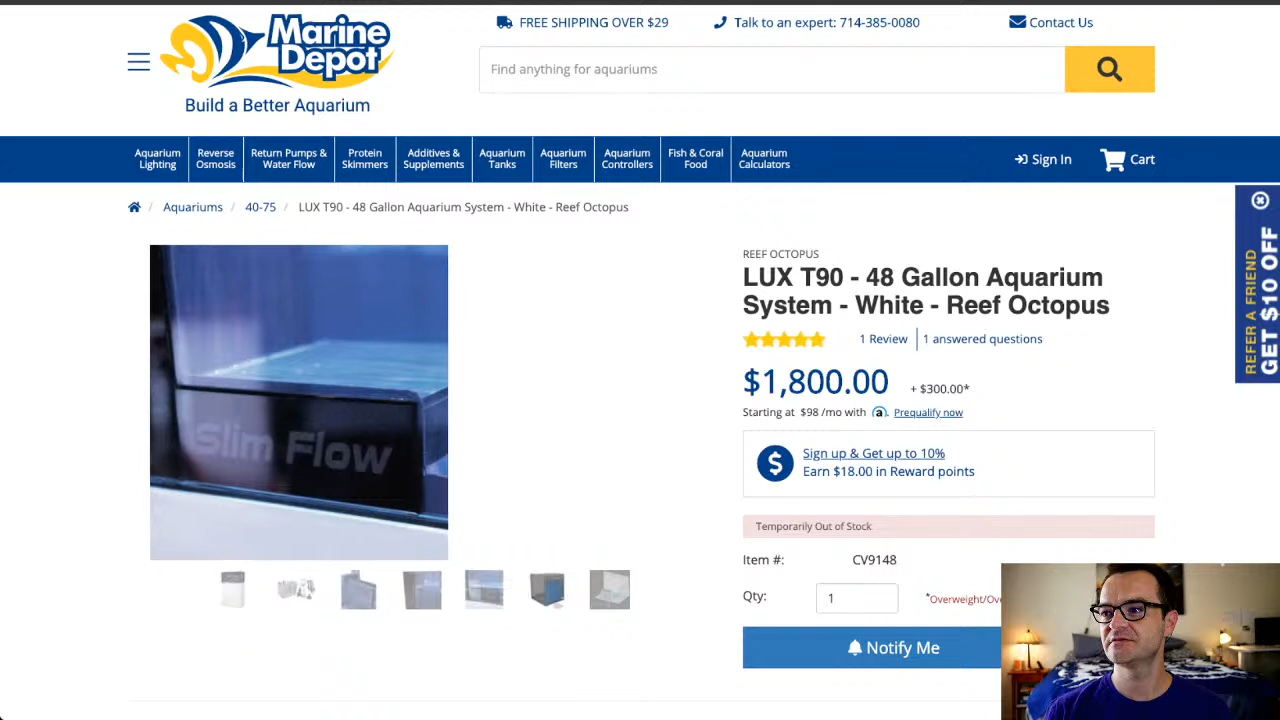 FREE SHIPPING OVER $29
Talk to an expert: 714-385-0080
Contact Us
Marine
Depot
Build a Better Aquarium
Find anything for aquariums
Aquarium
Lighting
Reverse
Osmosis
Return Pumps &
Water Flow
Protein
Skimmers
Additives &
Supplements
Aquarium
Tanks
Aquarium
Filters
Aquarium
Controllers
Fish & Coral
Food
Aquarium
Calculators
Sign In
Cart
/ Aquariums / 40-75 / LUX T90 - 48 Gallon Aquarium System - White - Reef Octopus
REFER A FRIEND
GET $10 OFF
Slim Flow
REEF OCTOPUS
LUX T90 - 48 Gallon Aquarium
System - White - Reef Octopus
1 Review
1 answered questions
$1,800.00 + $300.00*
Starting at $98 /mo with a Prequalify now
$
Sign up & Get up to 10%
Earn $18.00 in Reward points
Temporarily Out of Stock
Item #: CV9148
Qty: 1
Notify Me